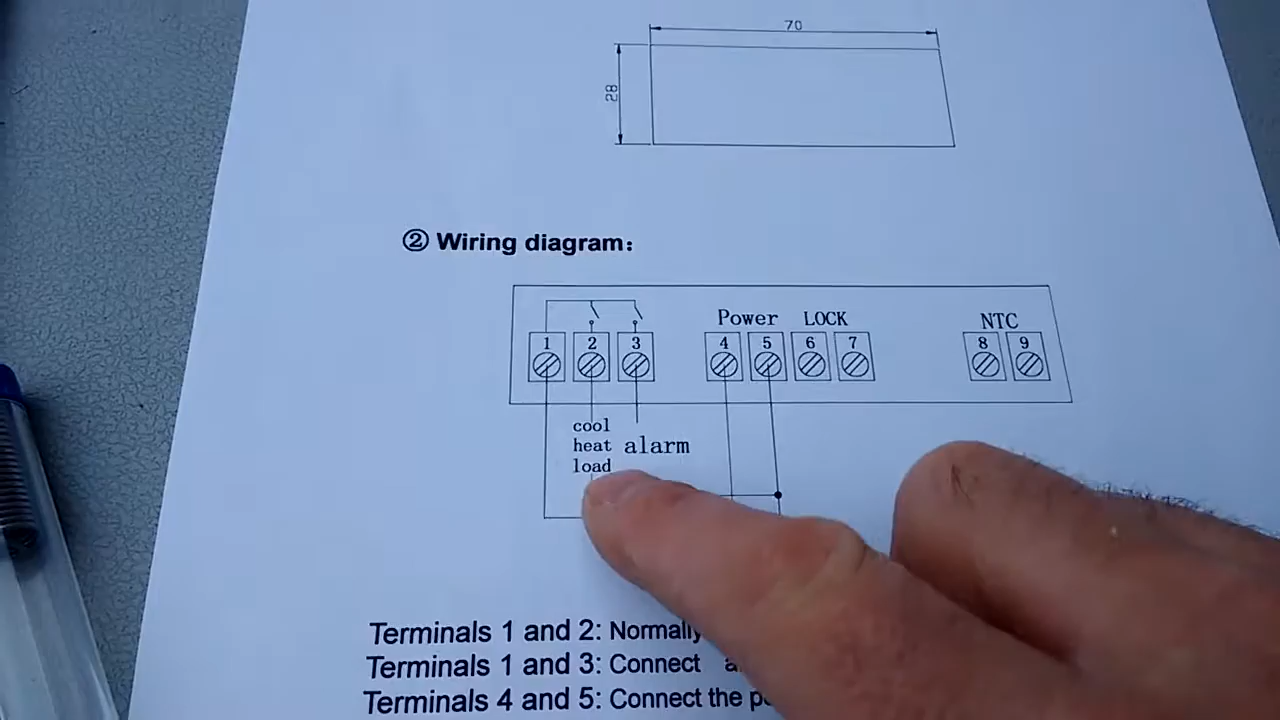 70
28
② Wiring diagram:
Power LOCK NTC
1 2 3 4 5 6 7 8 9
cool
heat alarm
load
Terminals 1 and 2: Normally
Terminals 1 and 3: Connect
Terminals 4 and 5: Connect the